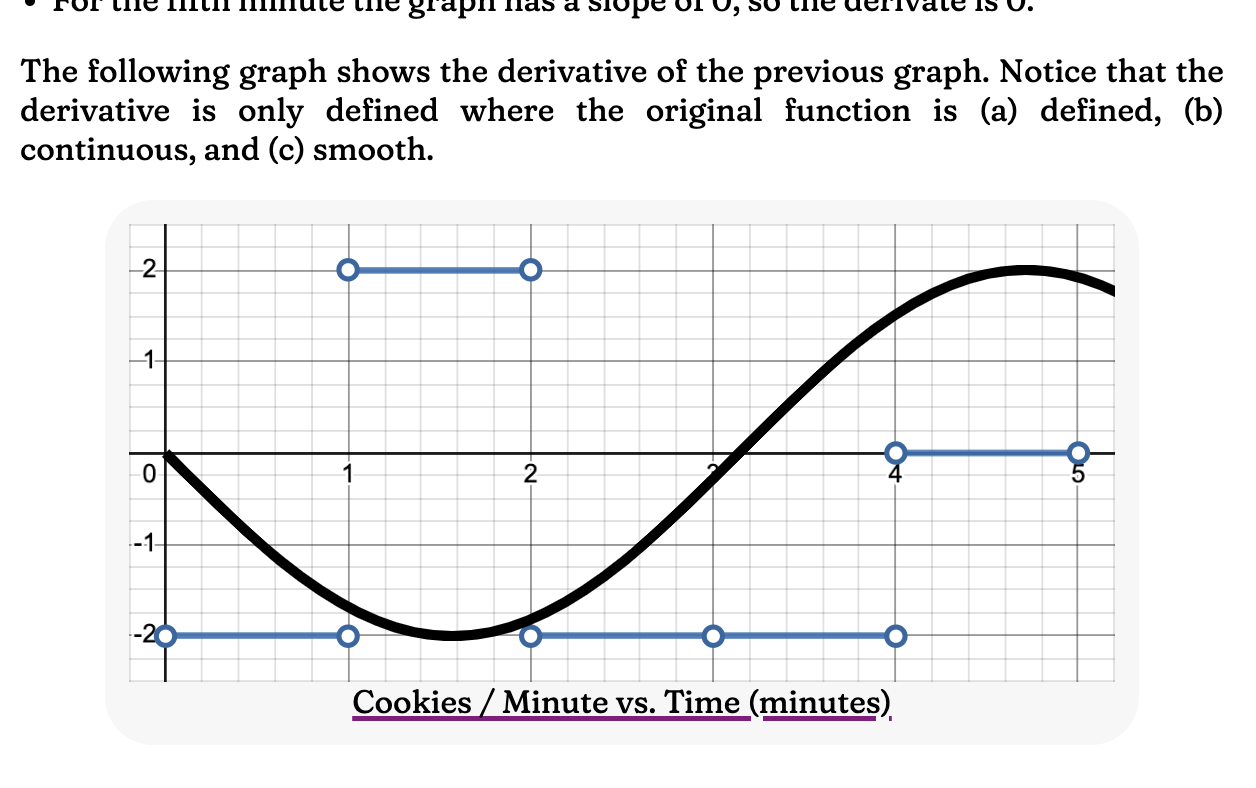 • For the fifth minute the graph has a slope of 0, so the derivate is 0.
The following graph shows the derivative of the previous graph. Notice that the
derivative is only defined where the original function is (a) defined, (b)
continuous, and (c) smooth.
2
1
0 1 2 3 4 5
-1
-2
Cookies / Minute vs. Time (minutes)